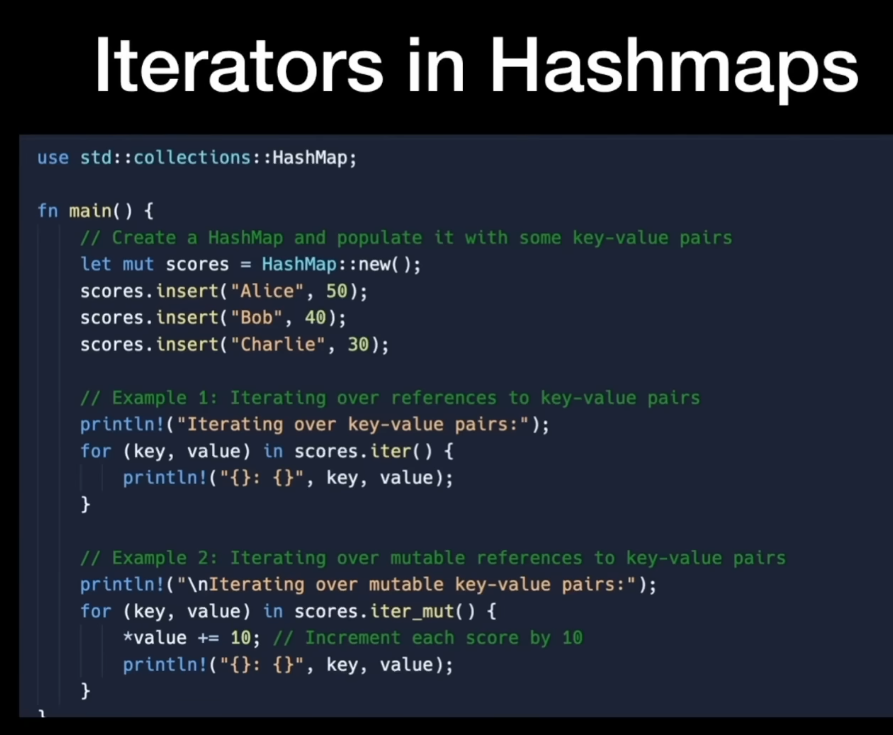 Iterators in Hashmaps
use std::collections::HashMap;
fn main() {
// Create a HashMap and populate it with some key-value pairs
let mut scores = HashMap::new();
scores.insert("Alice", 50);
scores.insert("Bob", 40);
scores.insert("Charlie", 30);
// Example 1: Iterating over references to key-value pairs
println!("Iterating over key-value pairs:");
for (key, value) in scores.iter() {
println!("{}: {}", key, value);
}
// Example 2: Iterating over mutable references to key-value pairs
println!("\nIterating over mutable key-value pairs:");
for (key, value) in scores.iter_mut() {
*value += 10; // Increment each score by 10
println!("{}: {}", key, value);
}
}